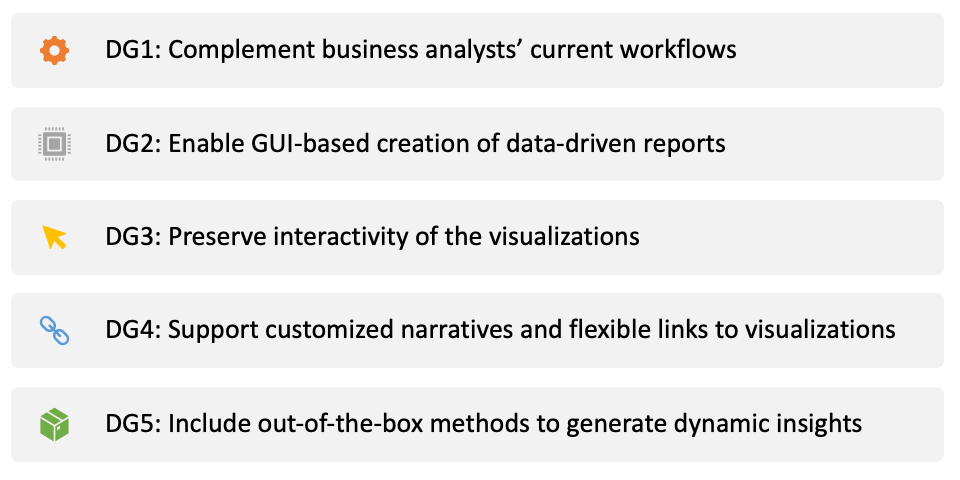 DG1: Complement business analysts’ current workflows
DG2: Enable GUI-based creation of data-driven reports
DG3: Preserve interactivity of the visualizations
DG4: Support customized narratives and flexible links to visualizations
DG5: Include out-of-the-box methods to generate dynamic insights